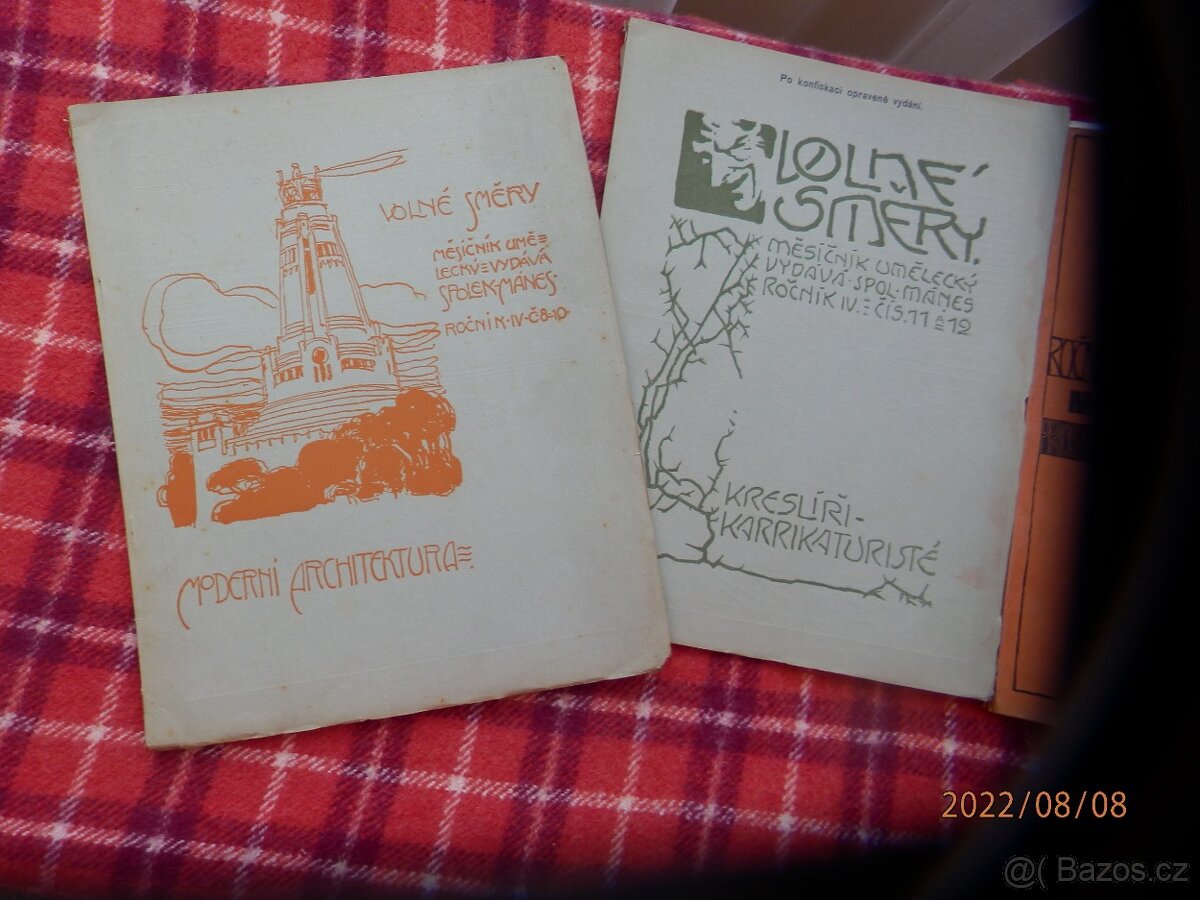 VOLNÉ SMĚRY
MĚSÍČNÍK UMĚ=
LECKÝ=VYDÁVÁ
SPOLEK·MÁNES·
ROČNÍK·IV·Č8-10·
MODERNÍ ARCHITEKTURA
Po konfiskaci opravené vydání.
VOLNÉ
SMĚRY.
MĚSÍČNÍK UMĚLECKÝ
VYDÁVÁ·SPOL·MÁNES
ROČNÍK IV.=ČÍS.11 A 12
KRESLÍŘI-
KARRIKATURISTÉ
2022/08/08
@( Bazos.cz